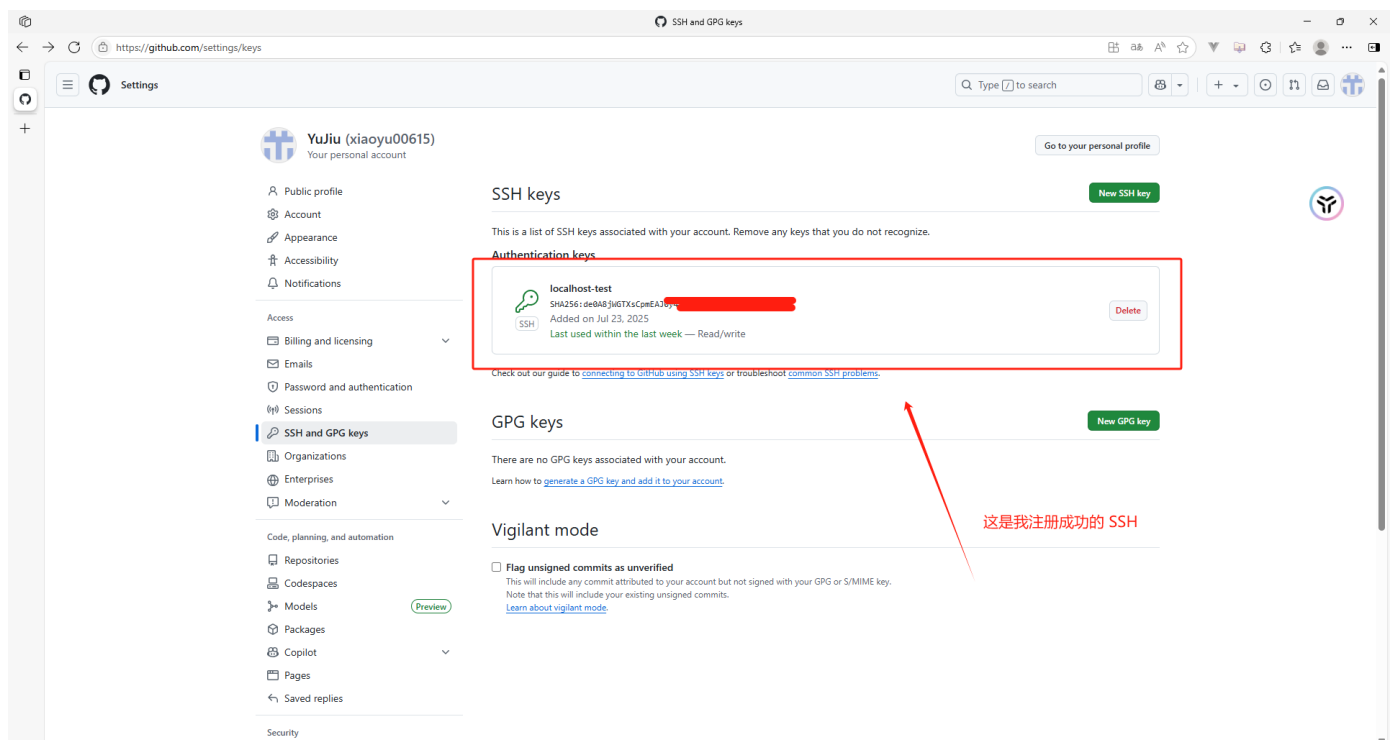 SSH and GPG keys
https://github.com/settings/keys
Settings
Type / to search
YuJiu (xiaoyu00615)
Your personal account
Go to your personal profile
Public profile
Account
Appearance
Accessibility
Notifications
Access
Billing and licensing
Emails
Password and authentication
Sessions
SSH and GPG keys
Organizations
Enterprises
Moderation
Code, planning, and automation
Repositories
Codespaces
Models
Preview
Packages
Copilot
Pages
Saved replies
Security
SSH keys
New SSH key
This is a list of SSH keys associated with your account. Remove any keys that you do not recognize.
Authentication keys
localhost-test
SSH
Added on Jul 23, 2025
Last used within the last week — Read/write
Delete
Check out our guide to connecting to GitHub using SSH keys or troubleshoot common SSH problems.
GPG keys
New GPG key
There are no GPG keys associated with your account.
Learn how to generate a GPG key and add it to your account.
这是我注册成功的 SSH
Vigilant mode
Flag unsigned commits as unverified
This will include any commit attributed to your account but not signed with your GPG or S/MIME key.
Note that this will include your existing unsigned commits.
Learn about vigilant mode.